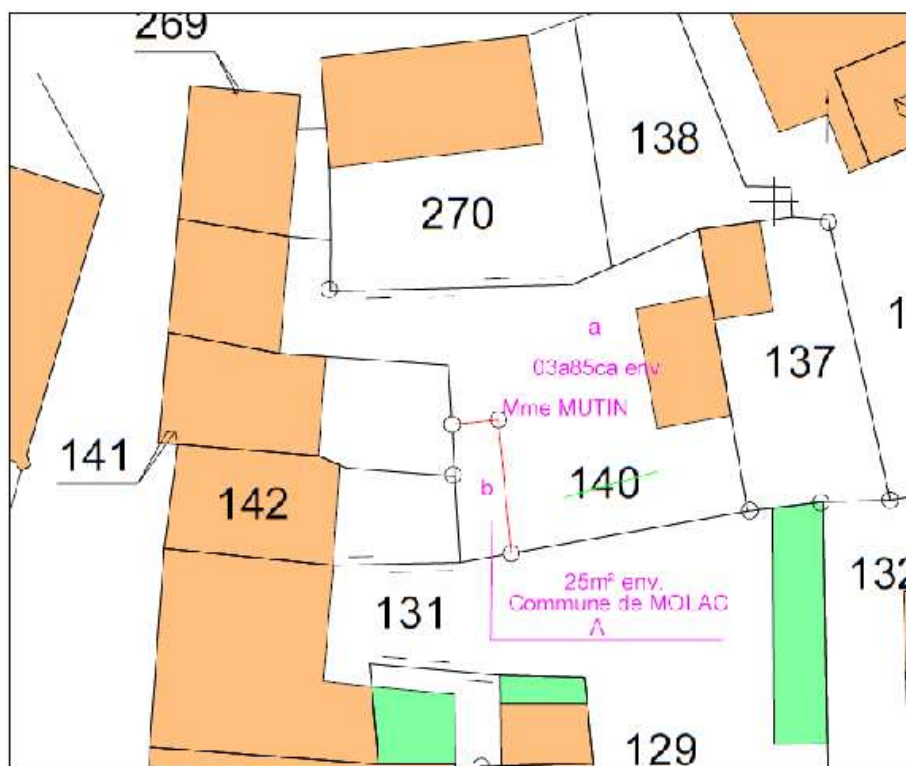 269
138
270
a
03a85ca env.
137
Mme MUTIN
141
140
b
142
25m² env.
Commune de MOLAC
A
131
132
129